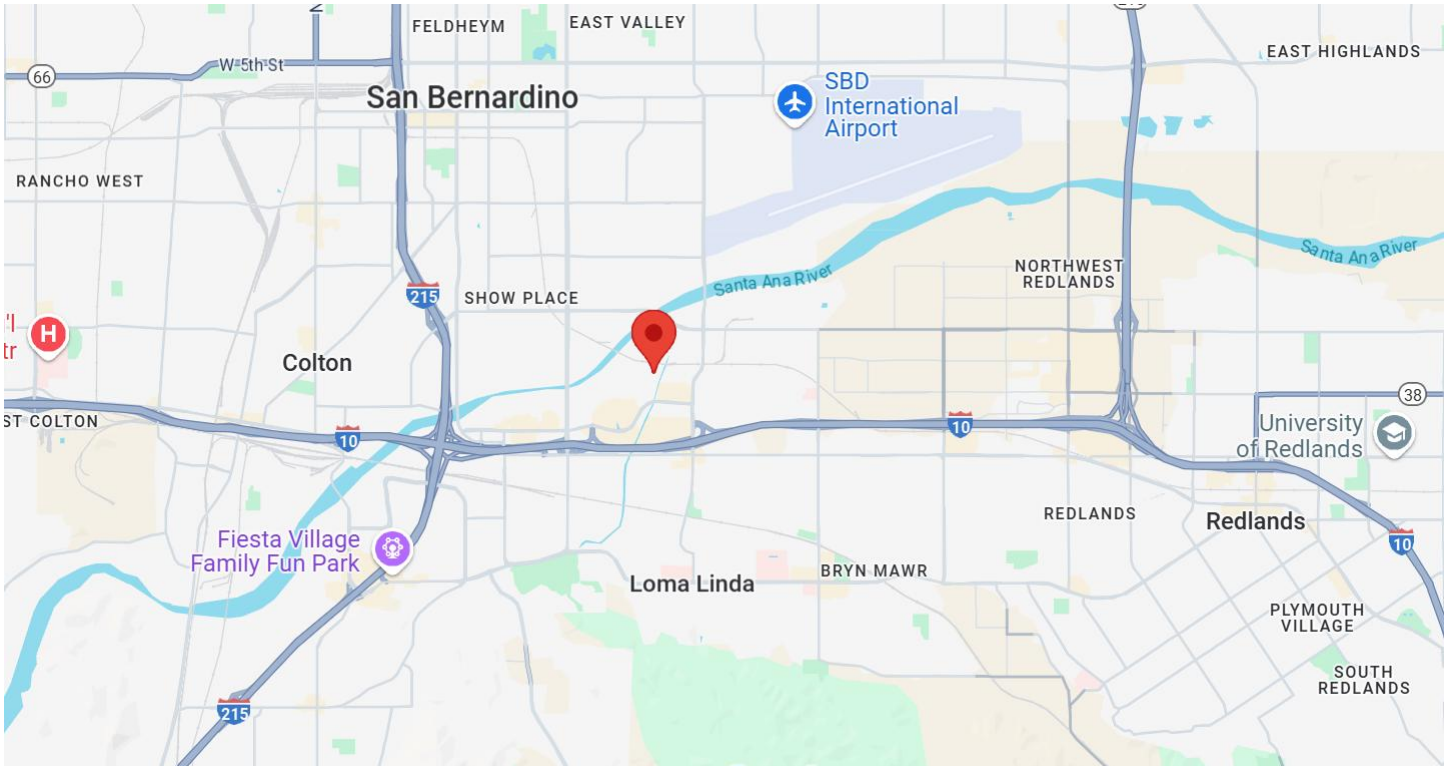 FELDHEYM
EAST VALLEY
EAST HIGHLANDS
66
W 5th St
San Bernardino
SBD
International
Airport
RANCHO WEST
215
SHOW PLACE
Santa Ana River
NORTHWEST
REDLANDS
Santa Ana River
H
Colton
10
10
38
University
of Redlands
REDLANDS
Redlands
10
Fiesta Village
Family Fun Park
Loma Linda
BRYN MAWR
PLYMOUTH
VILLAGE
SOUTH
REDLANDS
215